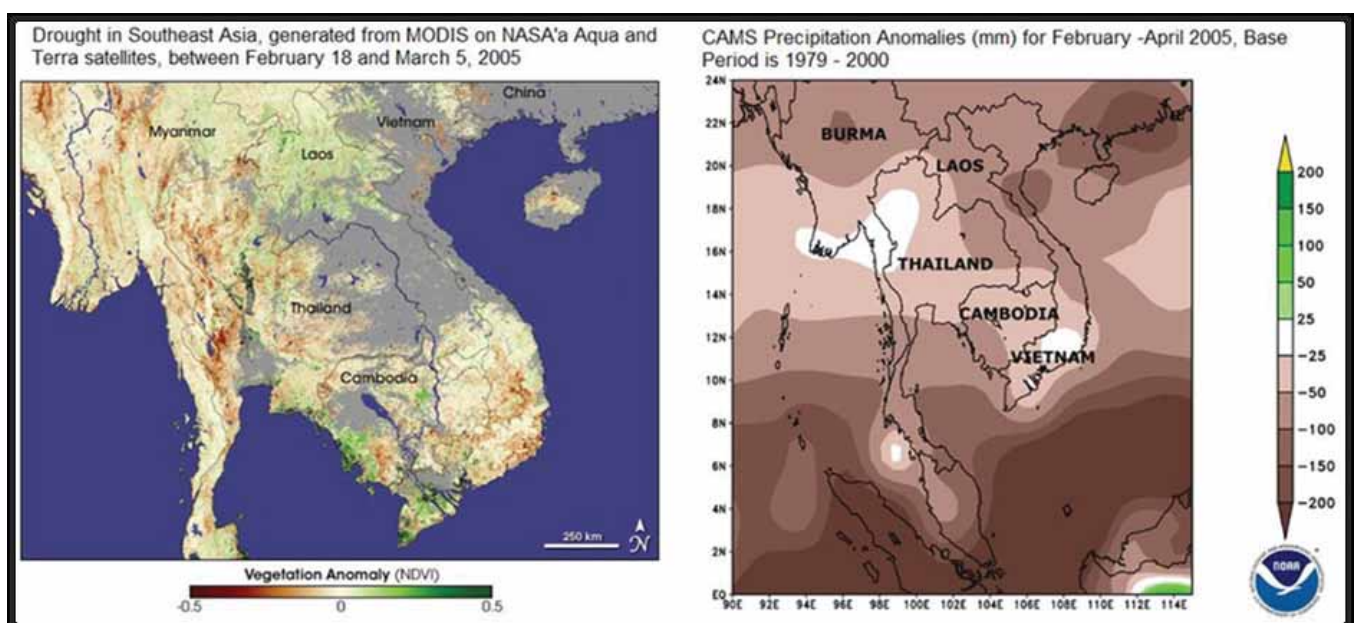 Drought in Southeast Asia, generated from MODIS on NASA'a Aqua and
Terra satellites, between February 18 and March 5, 2005
China
Myanmar
Vietnam
Laos
Thailand
Cambodia
250 km
N
Vegetation Anomaly (NDVI)
-0.5 0 0.5
CAMS Precipitation Anomalies (mm) for February -April 2005, Base
Period is 1979 - 2000
24N
22N
20N
18N
16N
14N
12N
10N
8N
6N
4N
2N
EQ
90E 92E 94E 96E 98E 100E 102E 104E 106E 108E 110E 112E 114E
BURMA
LAOS
THAILAND
CAMBODIA
VIETNAM
200
150
100
50
25
-25
-50
-100
-150
-200
NOAA